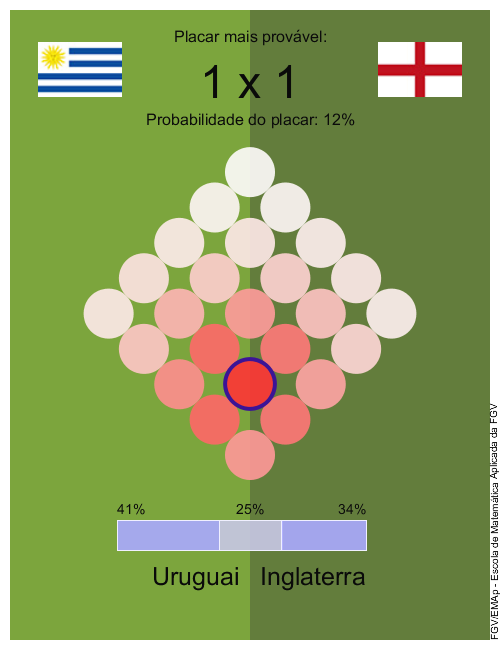 Placar mais provável:
1 x 1
Probabilidade do placar: 12%
41% 25% 34%
Uruguai Inglaterra
FGV/EMAp - Escola de Matemática Aplicada da FGV